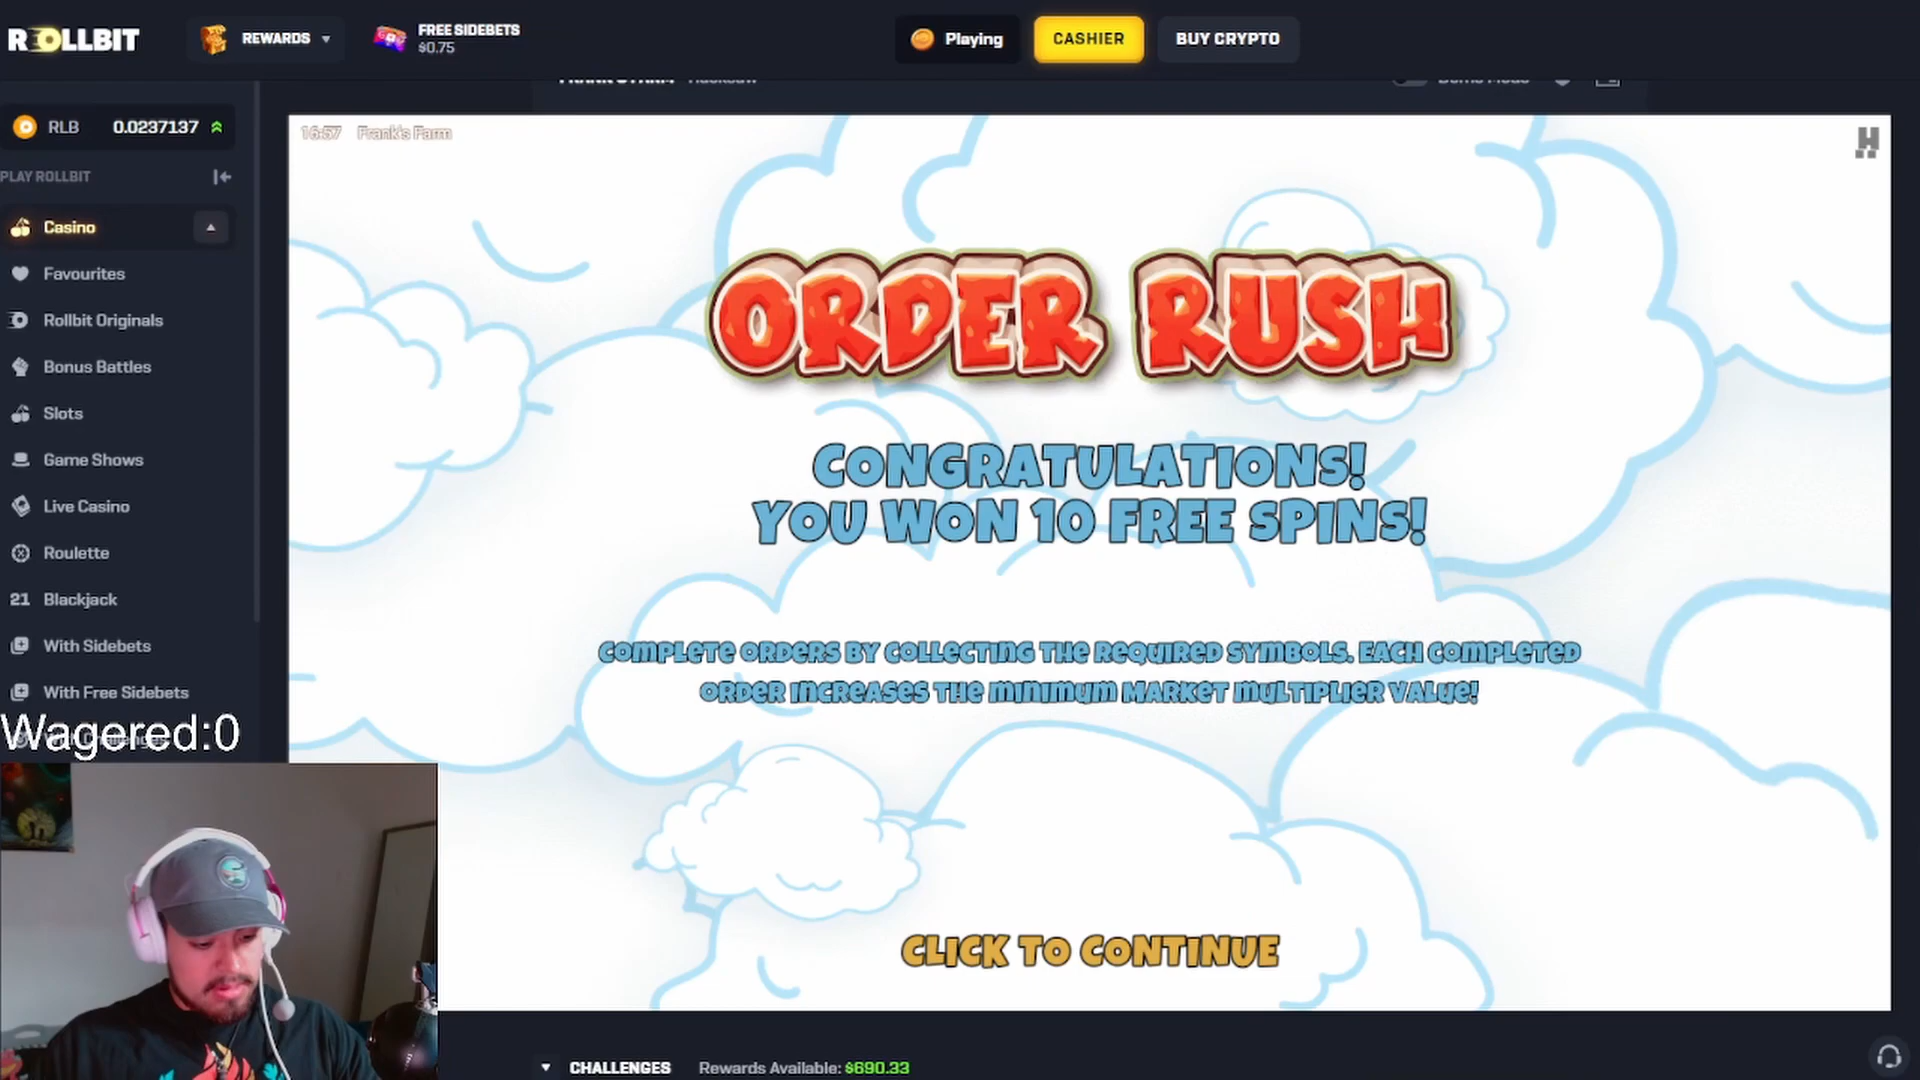 ROLLBIT
REWARDS
FREE SIDEBETS
$0.75
Playing
CASHIER
BUY CRYPTO
RLB 0.0237137
PLAY ROLLBIT
Casino
Favourites
Rollbit Originals
Bonus Battles
Slots
Game Shows
Live Casino
Roulette
21 Blackjack
With Sidebets
With Free Sidebets
Wagered:0
16:57 Frank's Farm
ORDER RUSH
CONGRATULATIONS!
YOU WON 10 FREE SPINS!
COMPLETE ORDERS BY COLLECTING THE REQUIRED SYMBOLS. EACH COMPLETED
ORDER INCREASES THE MINIMUM MARKET MULTIPLIER VALUE!
CLICK TO CONTINUE
CHALLENGES Rewards Available: $690.33